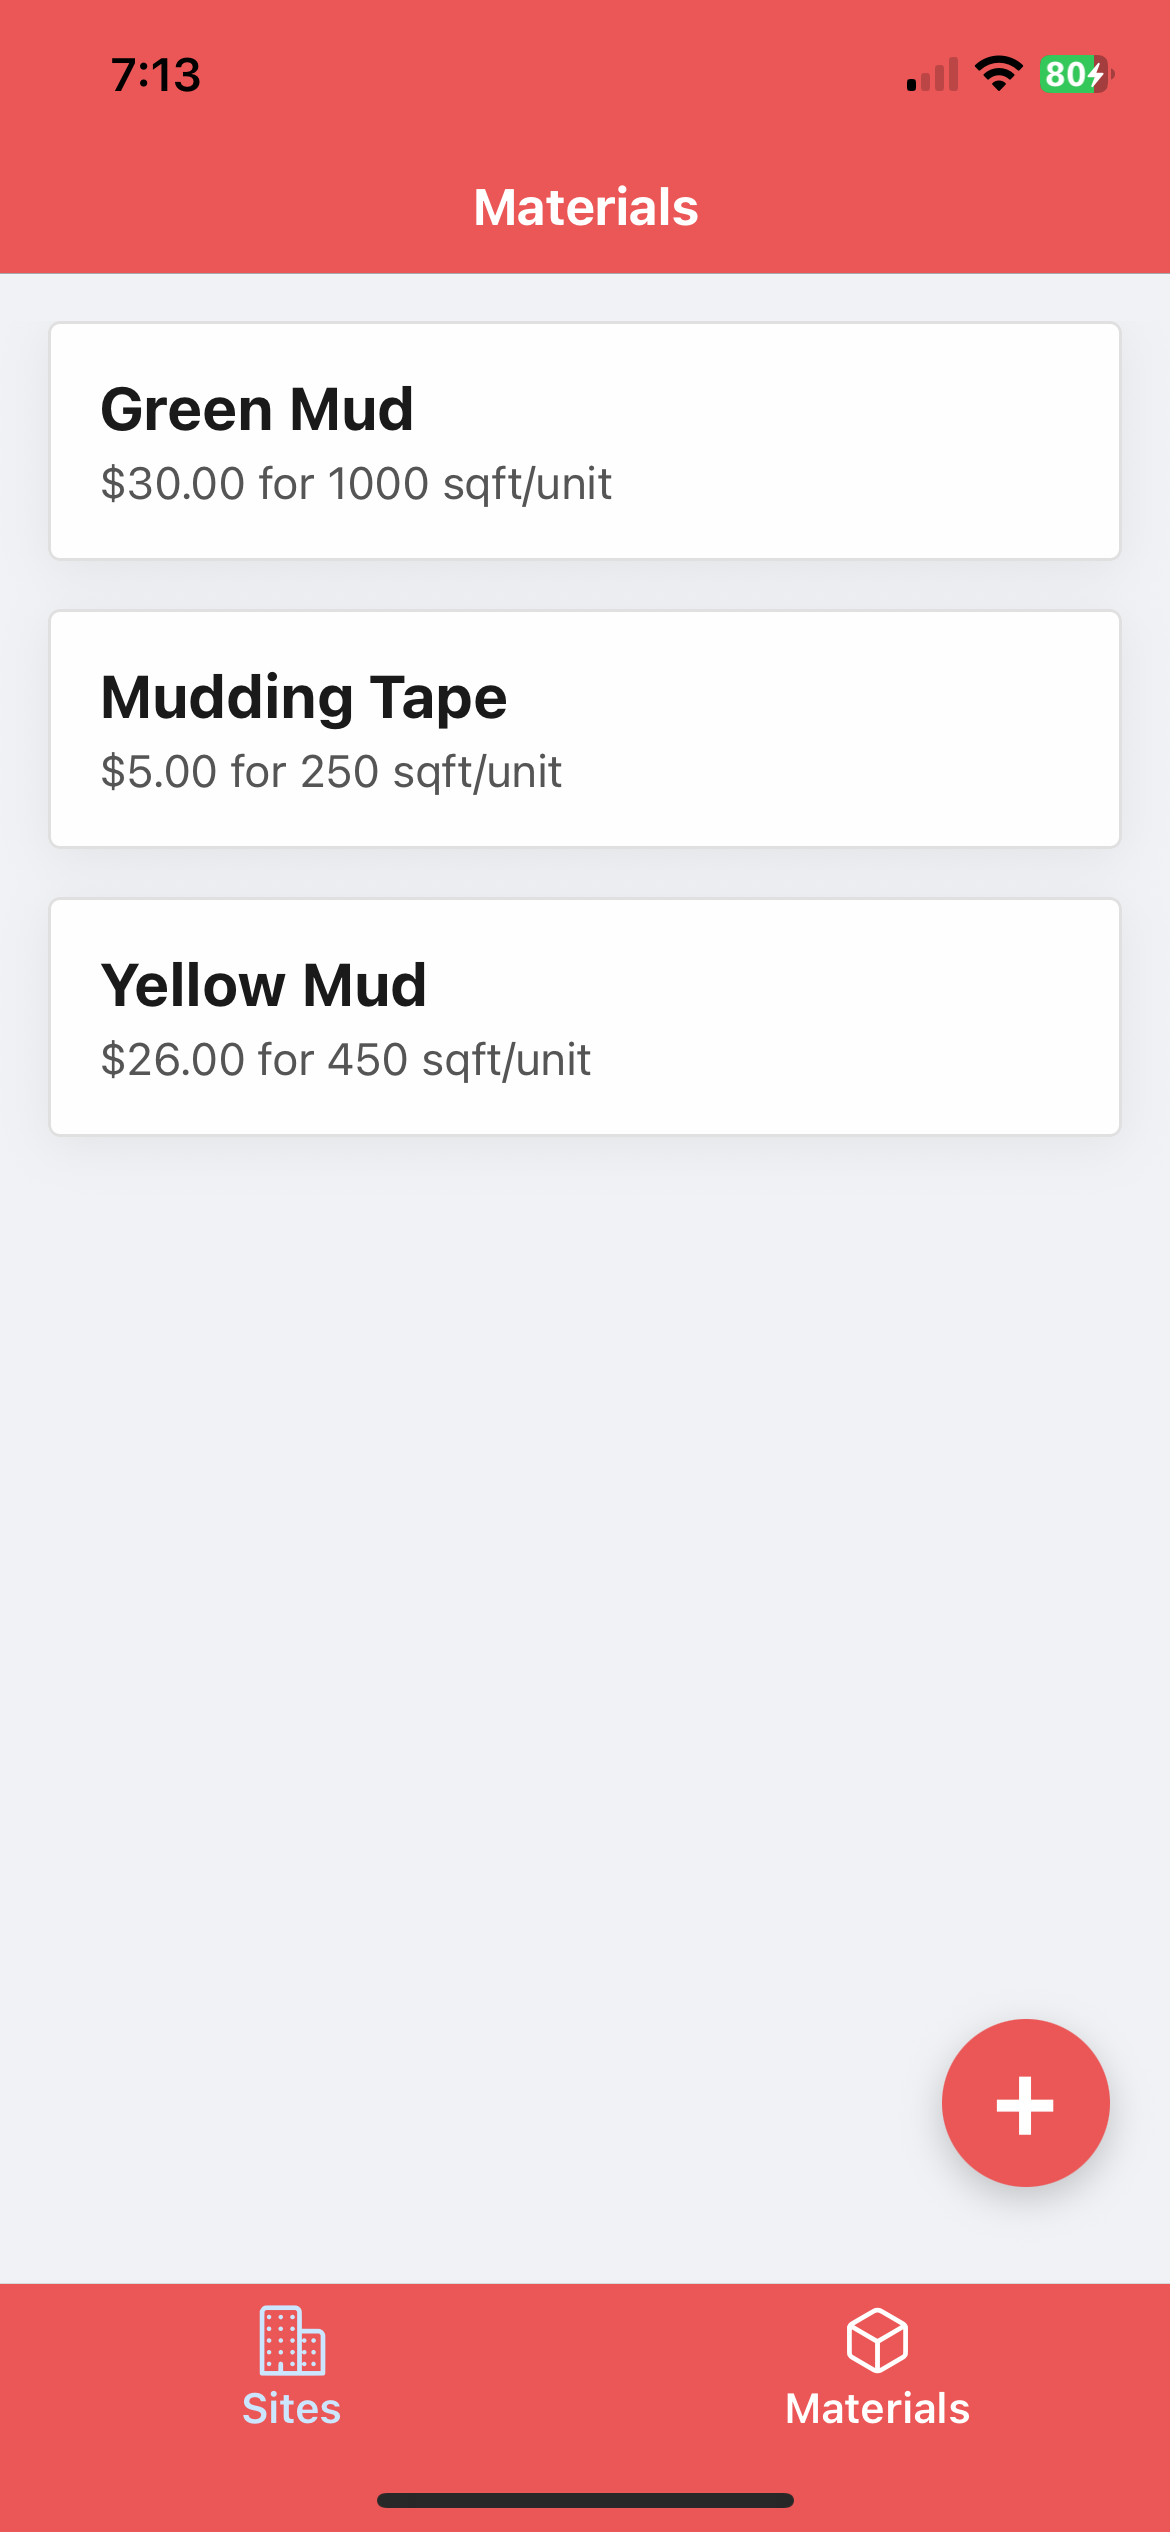 7:13
80
Materials
Green Mud
$30.00 for 1000 sqft/unit
Mudding Tape
$5.00 for 250 sqft/unit
Yellow Mud
$26.00 for 450 sqft/unit
+
Sites
Materials